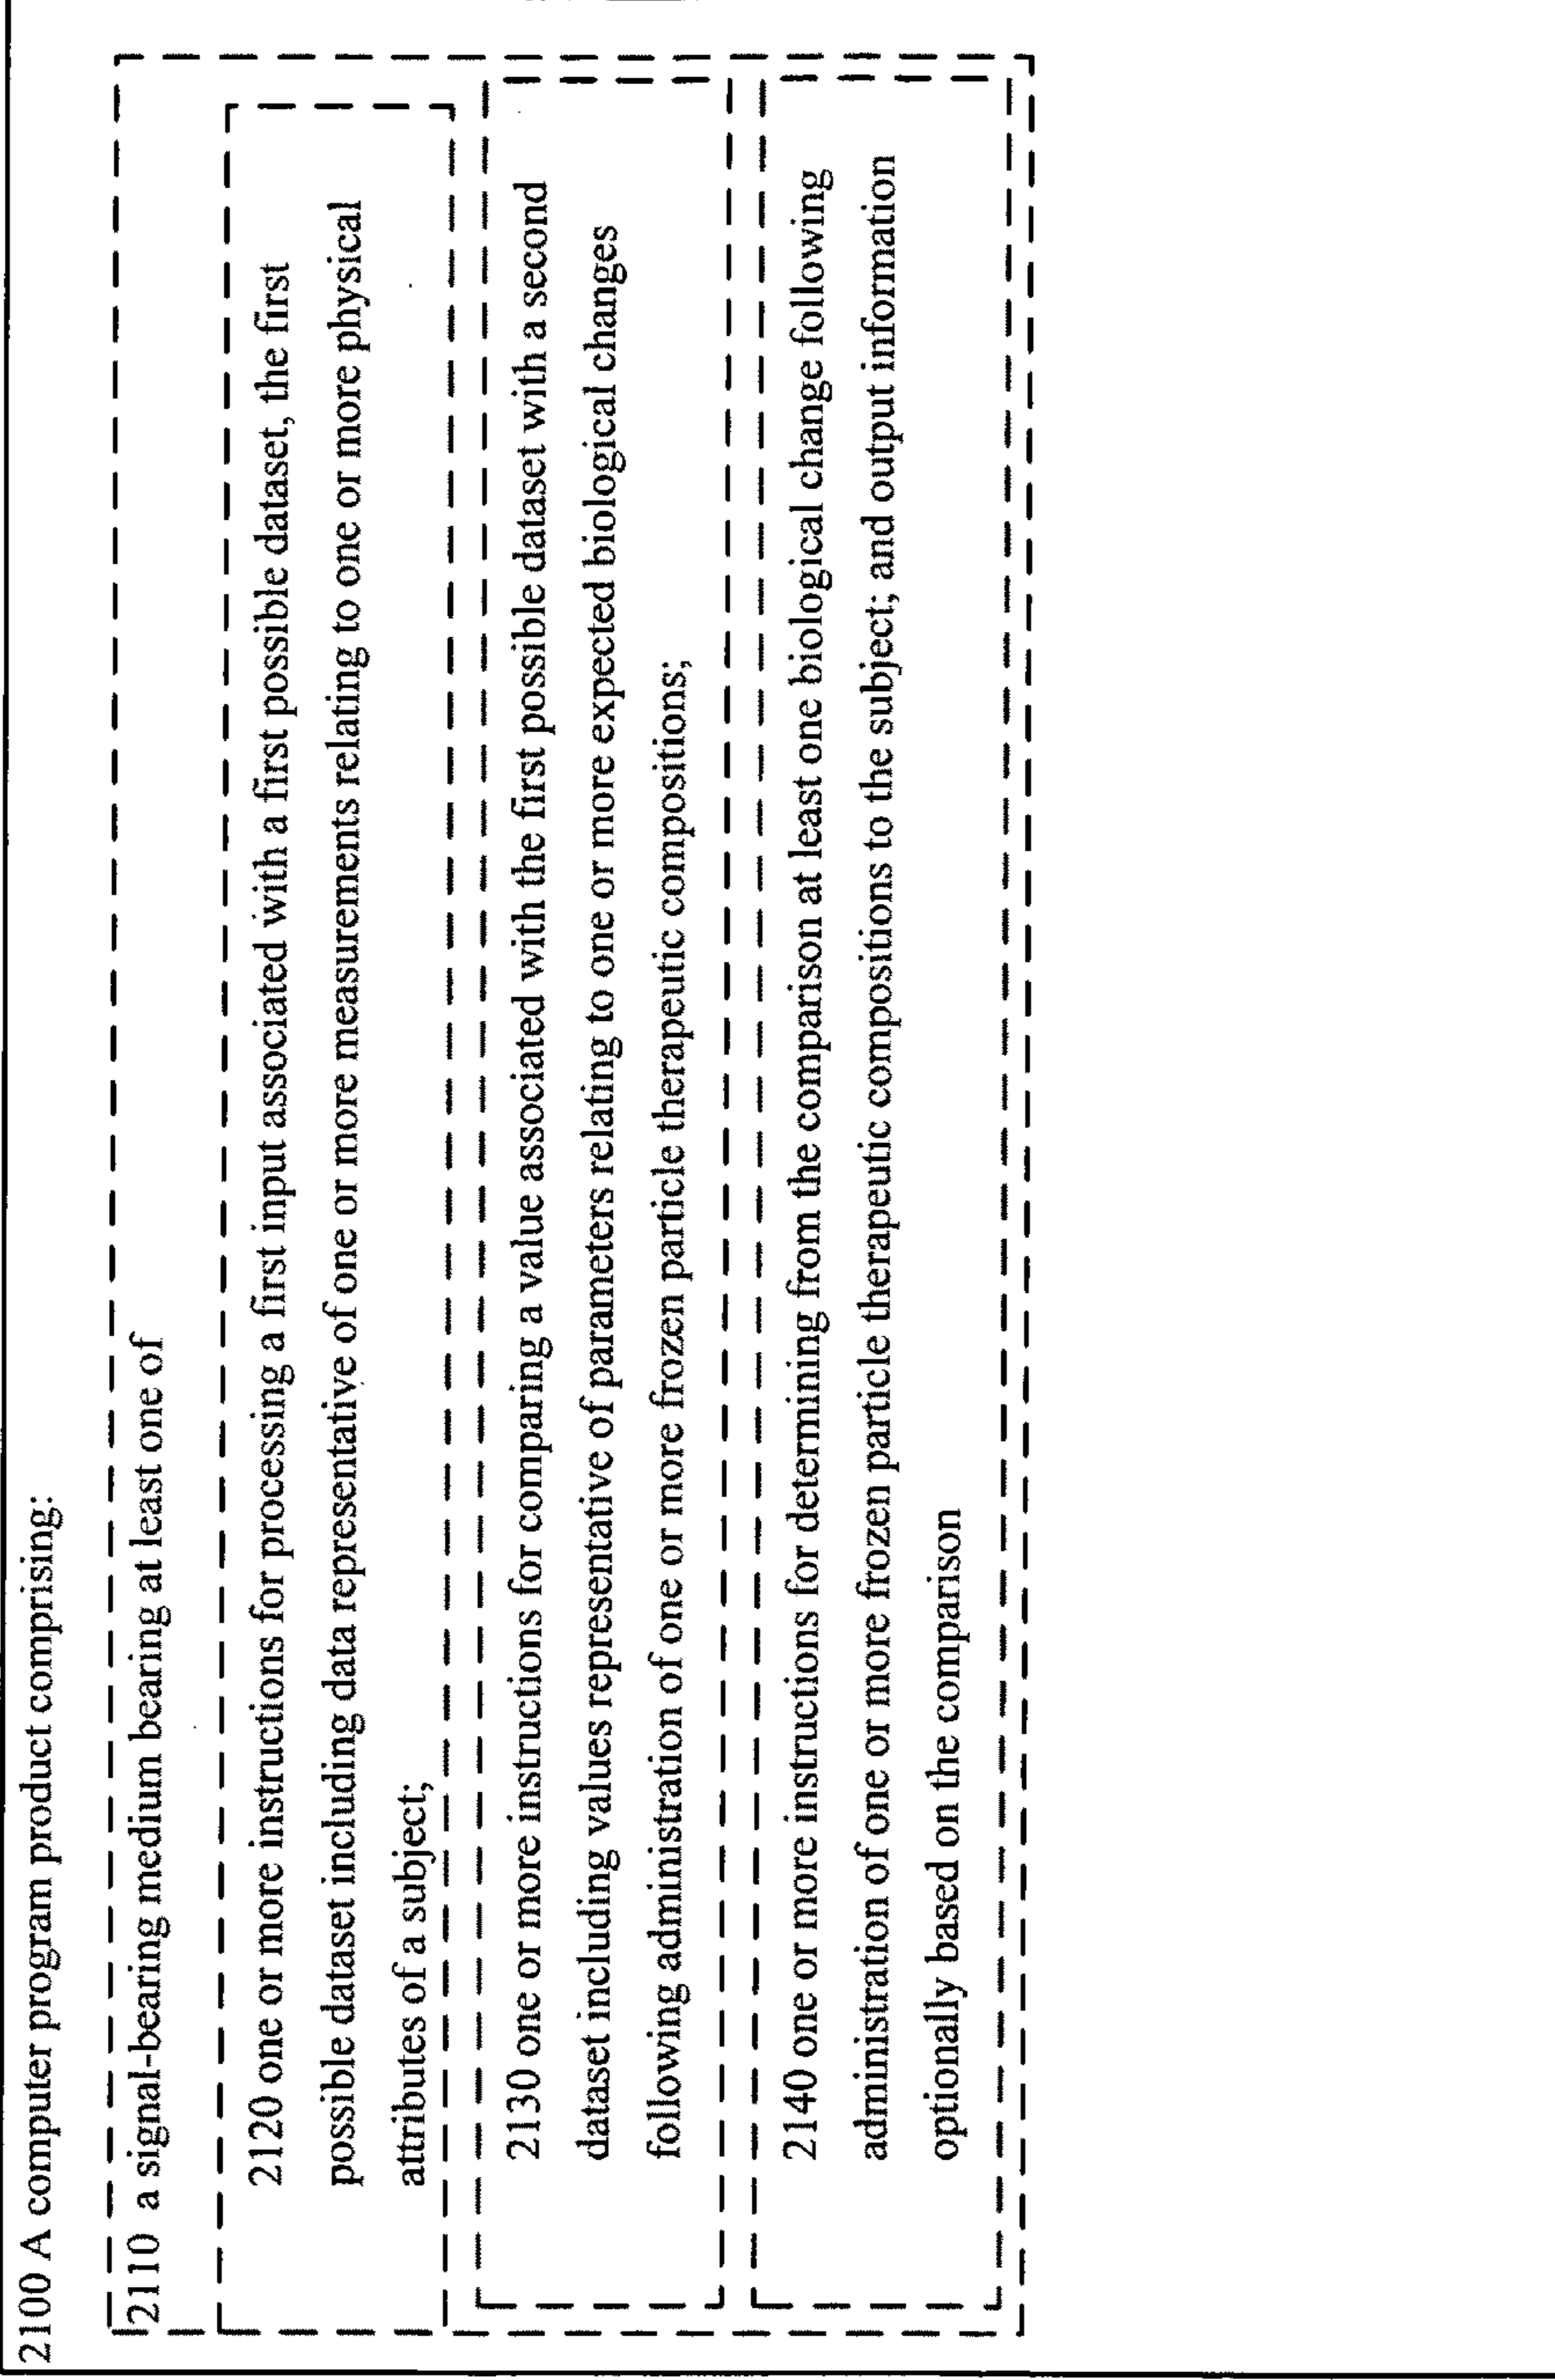 2100 A computer program product comprising:
2110 a signal-bearing medium bearing at least one of
2120 one or more instructions for processing a first input associated with a first possible dataset, the first
possible dataset including data representative of one or more measurements relating to one or more physical
attributes of a subject;
2130 one or more instructions for comparing a value associated with the first possible dataset with a second
dataset including values representative of parameters relating to one or more expected biological changes
following administration of one or more frozen particle therapeutic compositions;
2140 one or more instructions for determining from the comparison at least one biological change following
administration of one or more frozen particle therapeutic compositions to the subject; and output information
optionally based on the comparison